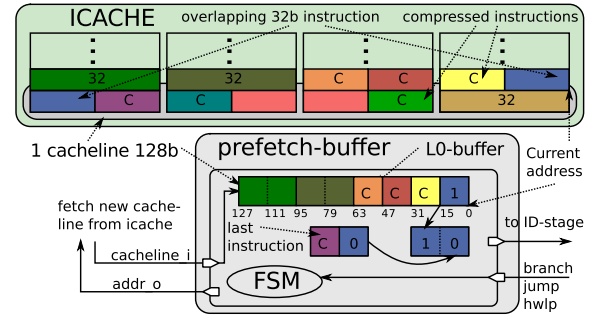 ICACHE
overlapping 32b instruction
compressed instructions
32
32
C
C
C
C
C
C
32
1 cacheline 128b
prefetch-buffer
L0-buffer
Current
address
C
C
C
1
127
111
95
79
63
47
31
15
0
fetch new cache-
line from icache
last
instruction
C
0
1
0
to ID-stage
cacheline_i
addr_o
FSM
branch
jump
hwlp